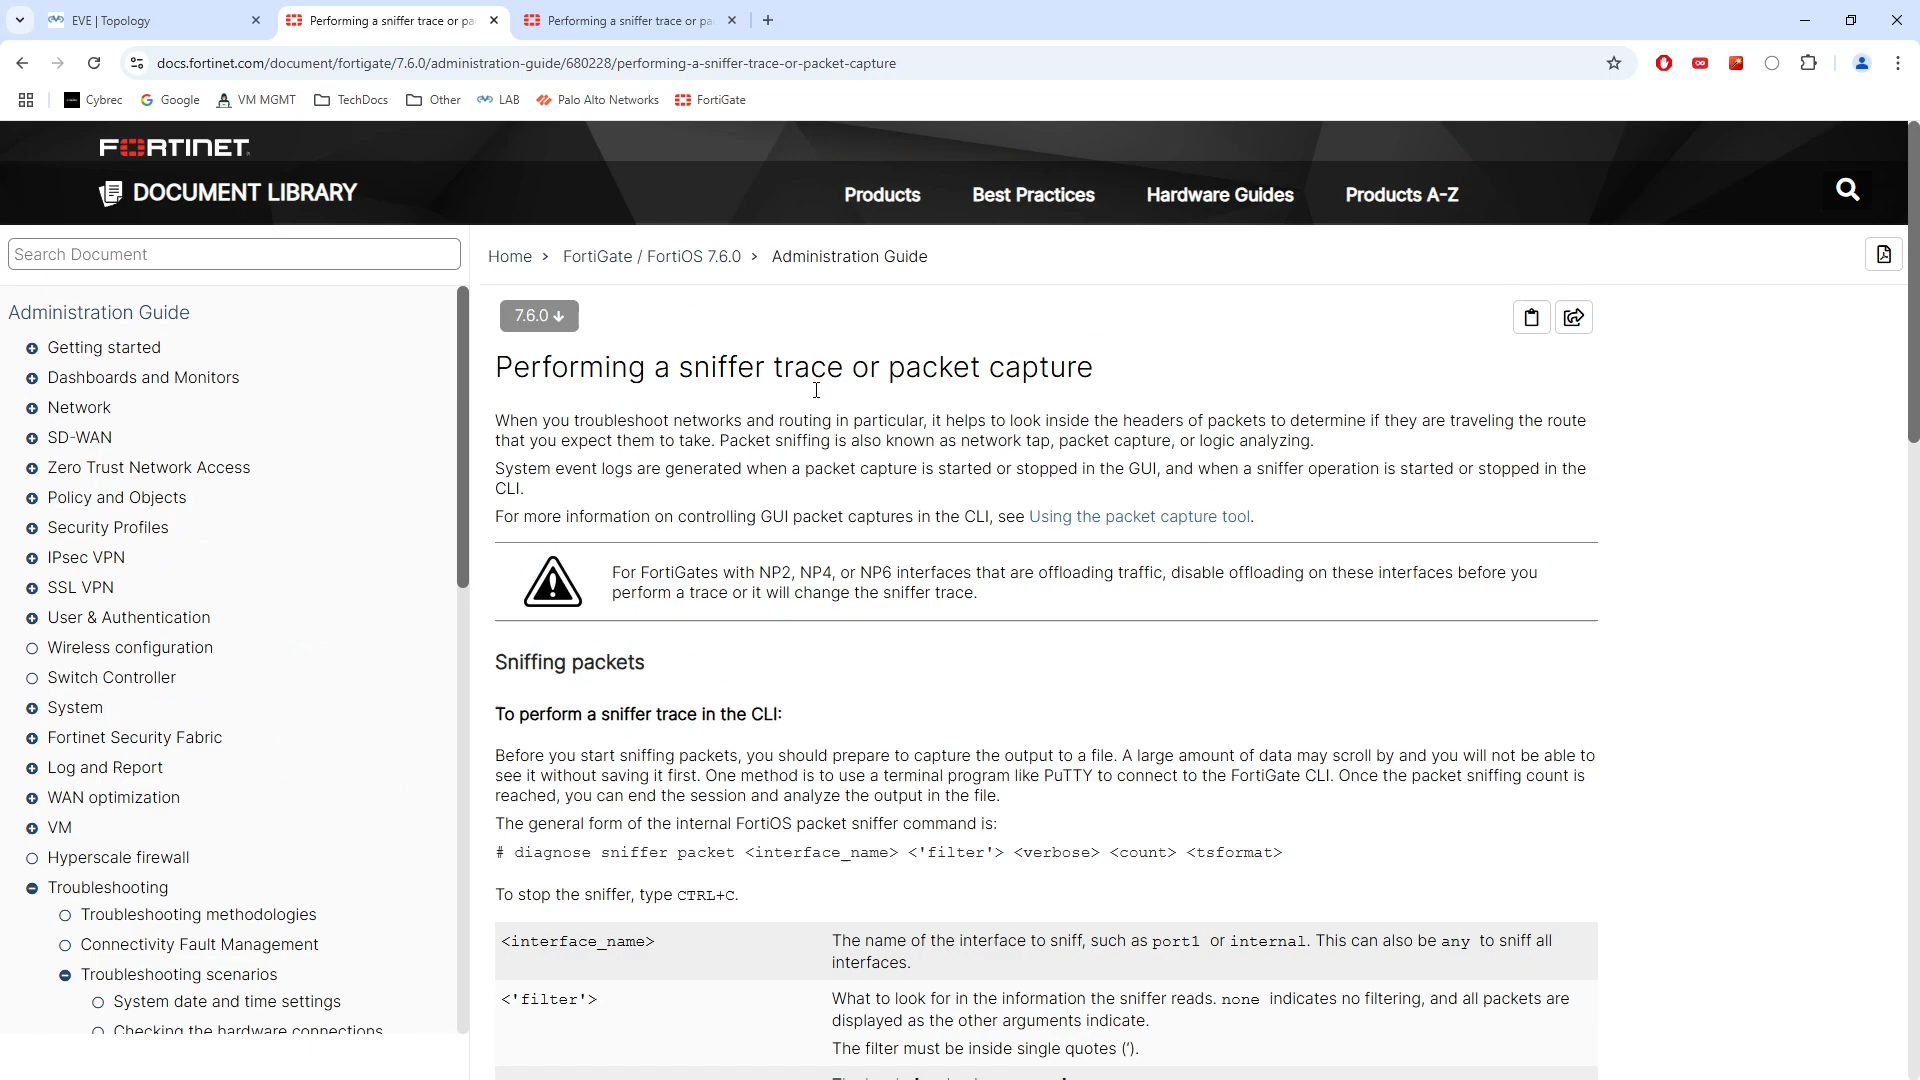 EVE | Topology
Performing a sniffer trace or pa
Performing a sniffer trace or pa
docs.fortinet.com/document/fortigate/7.6.0/administration-guide/680228/performing-a-sniffer-trace-or-packet-capture
Cybrec
Google
VM MGMT
TechDocs
Other
LAB
Palo Alto Networks
FortiGate
FORTINET
DOCUMENT LIBRARY
Products
Best Practices
Hardware Guides
Products A-Z
Search Document
Home > FortiGate / FortiOS 7.6.0 > Administration Guide
Administration Guide
Getting started
Dashboards and Monitors
Network
SD-WAN
Zero Trust Network Access
Policy and Objects
Security Profiles
IPsec VPN
SSL VPN
User & Authentication
Wireless configuration
Switch Controller
System
Fortinet Security Fabric
Log and Report
WAN optimization
VM
Hyperscale firewall
Troubleshooting
Troubleshooting methodologies
Connectivity Fault Management
Troubleshooting scenarios
System date and time settings
Checking the hardware connections
7.6.0
Performing a sniffer trace or packet capture
When you troubleshoot networks and routing in particular, it helps to look inside the headers of packets to determine if they are traveling the route
that you expect them to take. Packet sniffing is also known as network tap, packet capture, or logic analyzing.
System event logs are generated when a packet capture is started or stopped in the GUI, and when a sniffer operation is started or stopped in the
CLI.
For more information on controlling GUI packet captures in the CLI, see Using the packet capture tool.
For FortiGates with NP2, NP4, or NP6 interfaces that are offloading traffic, disable offloading on these interfaces before you
perform a trace or it will change the sniffer trace.
Sniffing packets
To perform a sniffer trace in the CLI:
Before you start sniffing packets, you should prepare to capture the output to a file. A large amount of data may scroll by and you will not be able to
see it without saving it first. One method is to use a terminal program like PuTTY to connect to the FortiGate CLI. Once the packet sniffing count is
reached, you can end the session and analyze the output in the file.
The general form of the internal FortiOS packet sniffer command is:
# diagnose sniffer packet <interface_name> <'filter'> <verbose> <count> <tsformat>
To stop the sniffer, type CTRL+C.
<interface_name>
The name of the interface to sniff, such as port1 or internal. This can also be any to sniff all
interfaces.
<'filter'>
What to look for in the information the sniffer reads. none indicates no filtering, and all packets are
displayed as the other arguments indicate.
The filter must be inside single quotes (').